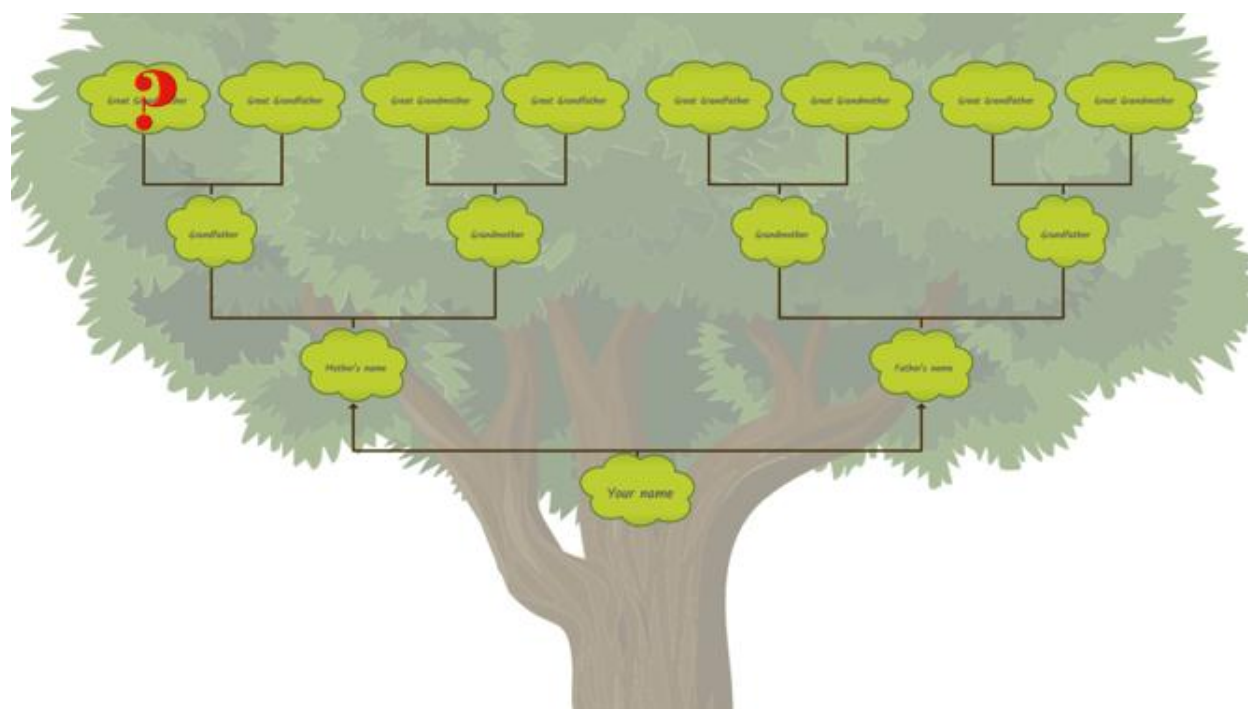 Great ?
Great Grandfather
Great Grandmother
Great Grandfather
Great Grandfather
Great Grandmother
Great Grandfather
Great Grandmother
Grandfather
Grandmother
Grandmother
Grandfather
Mother's name
Father's name
Your name